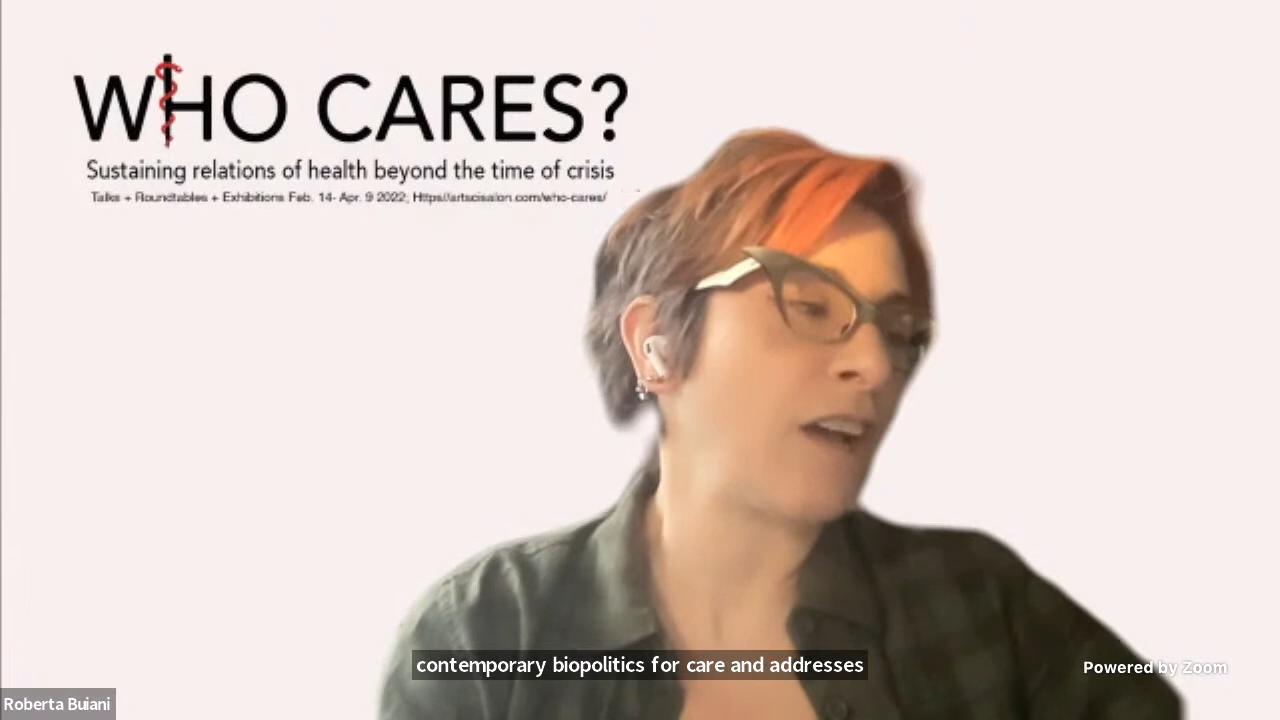 WHO CARES?
Sustaining relations of health beyond the time of crisis
Talks + Roundtables + Exhibitions Feb. 14- Apr. 9 2022; Https//artscisalon.com/who-cares/
contemporary biopolitics for care and addresses
Powered by Zoom
Roberta Buiani